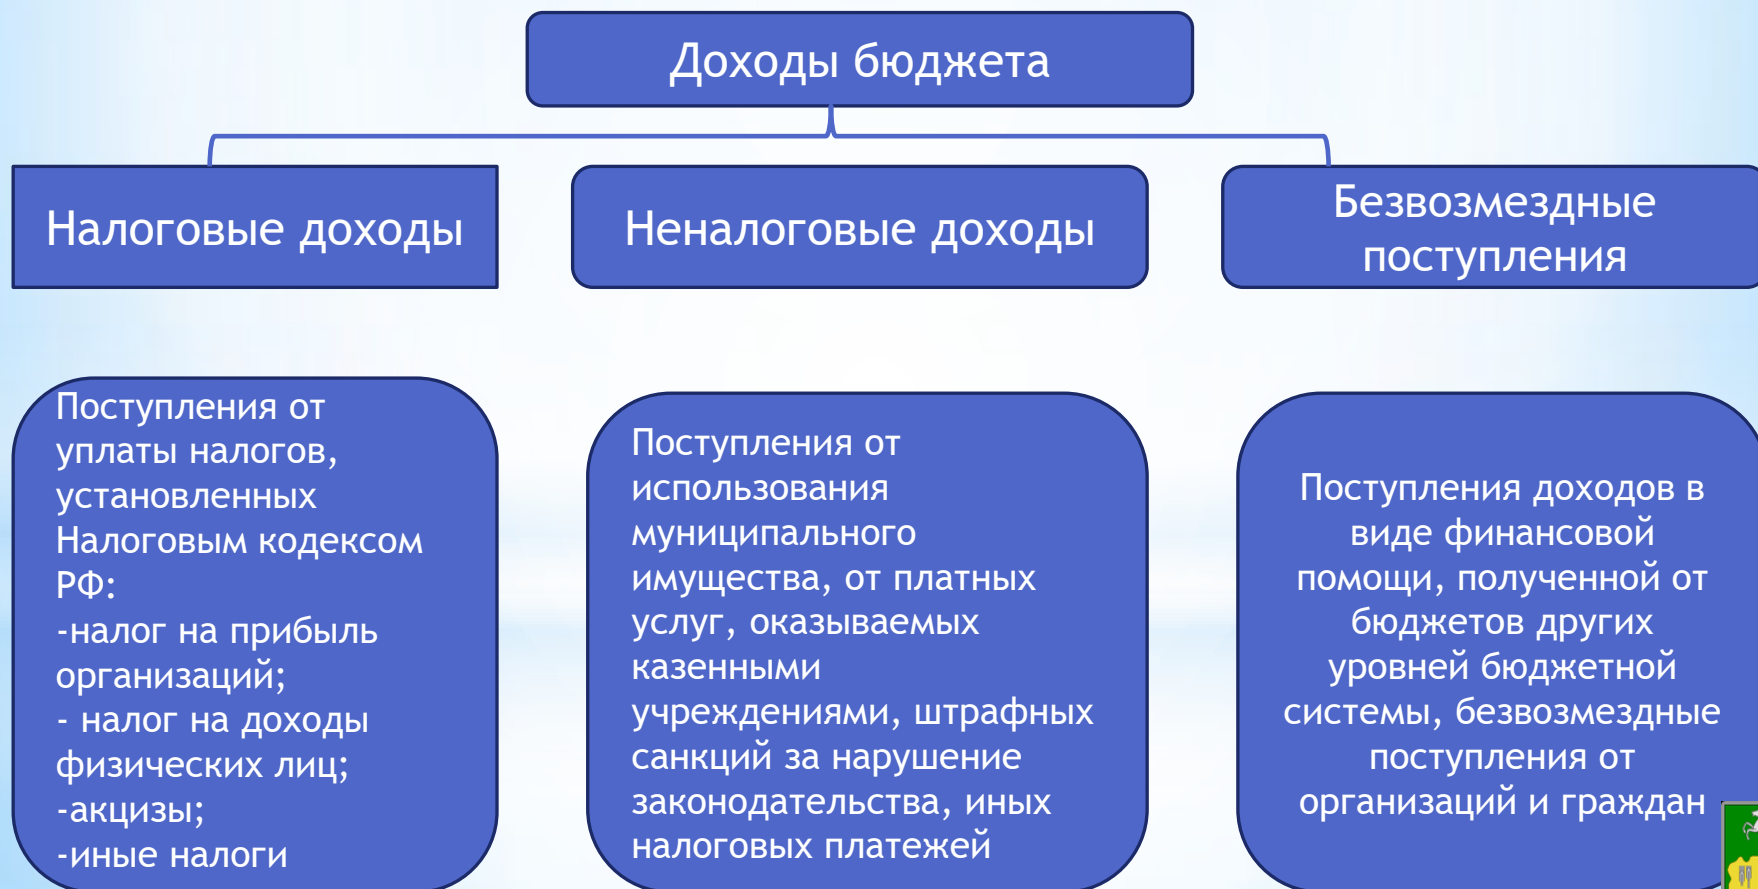 Доходы бюджета
Налоговые доходы
Неналоговые доходы
Безвозмездные
поступления
Поступления от
уплаты налогов,
установленных
Налоговым кодексом
РФ:
-налог на прибыль
организаций;
- налог на доходы
физических лиц;
-акцизы;
-иные налоги
Поступления от
использования
муниципального
имущества, от платных
услуг, оказываемых
казенными
учреждениями, штрафных
санкций за нарушение
законодательства, иных
налоговых платежей
Поступления доходов в
виде финансовой
помощи, полученной от
бюджетов других
уровней бюджетной
системы, безвозмездные
поступления от
организаций и граждан